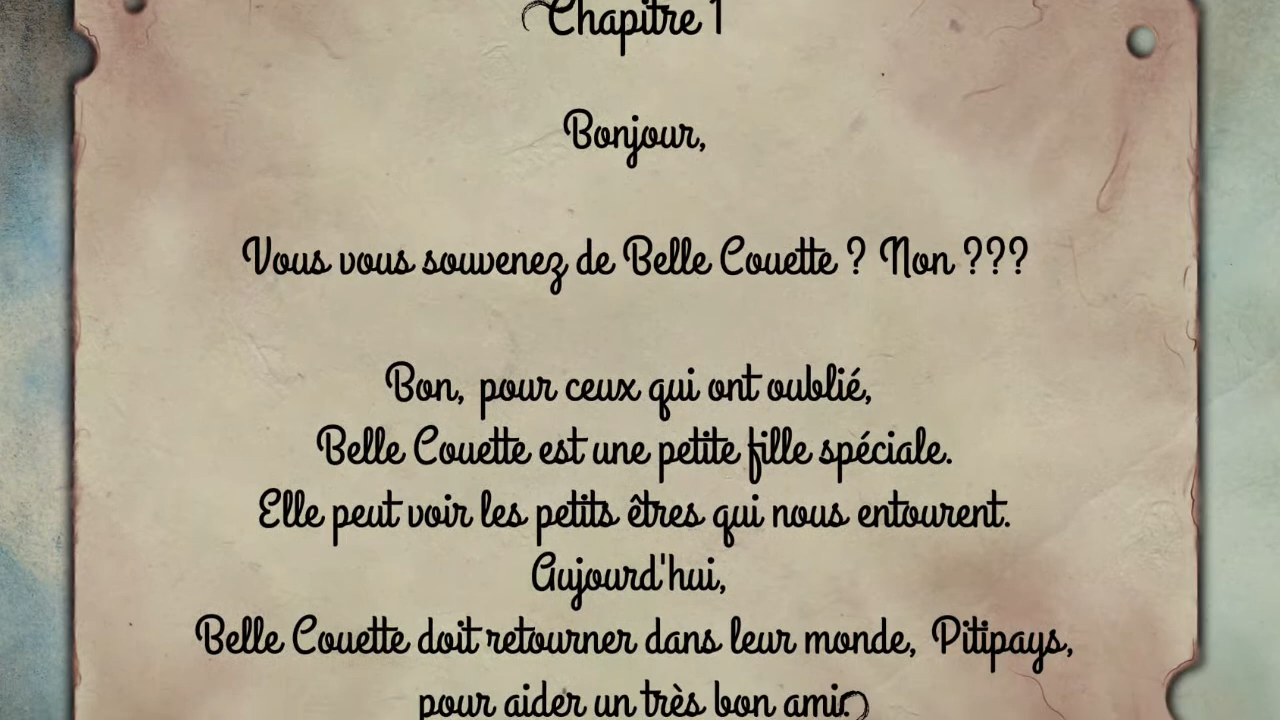 Chapitre 1
Bonjour,
Vous vous souvenez de Belle Couette ? Non ???
Bon, pour ceux qui ont oublié,
Belle Couette est une petite fille spéciale.
Elle peut voir les petits êtres qui nous entourent.
Aujourd'hui,
Belle Couette doit retourner dans leur monde, Pitipays,
pour aider un très bon ami.